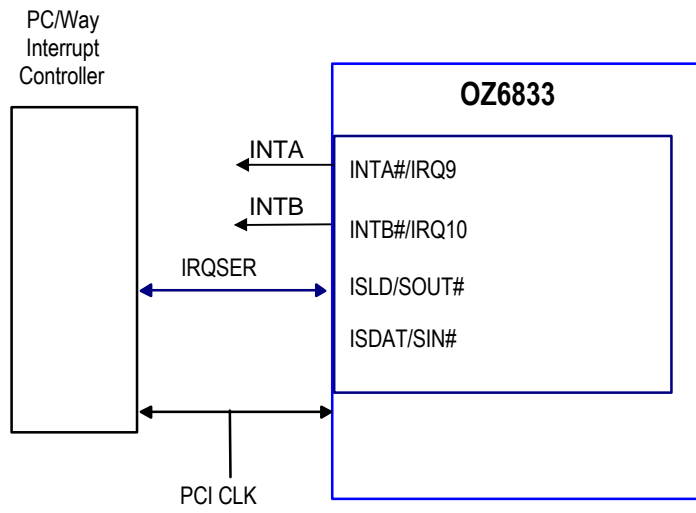 PC/Way
Interrupt
Controller
OZ6833
INTA
INTA#/IRQ9
INTB
INTB#/IRQ10
IRQSER
ISLD/SOUT#
ISDAT/SIN#
PCI CLK